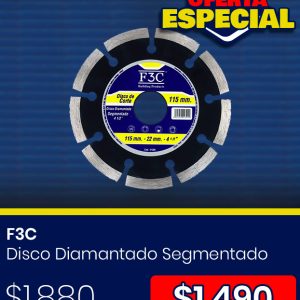 OFERTA
ESPECIAL
F3C
Building Products
Disco de
Corte
115 mm.
Disco Diamantado
Segmentado
4 1/2"
115 mm. - 22 mm. - 4 1/2"
F3C
Disco Diamantado Segmentado
$1.880
$1.490